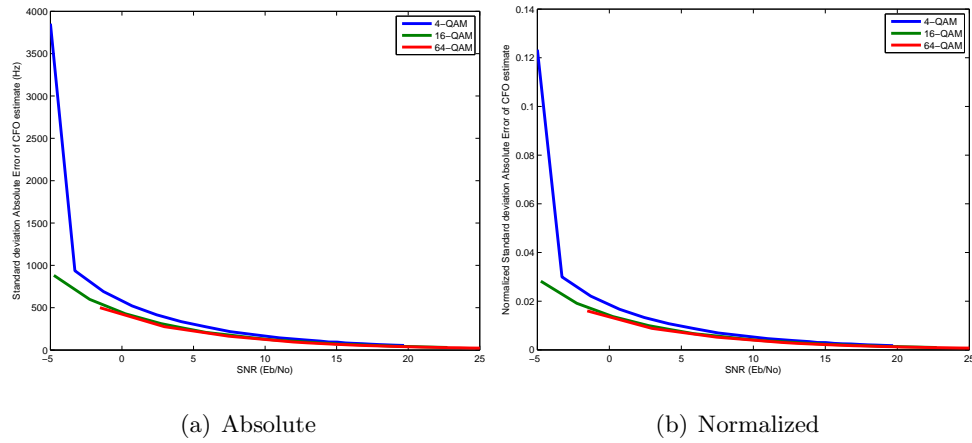 4-QAM
16-QAM
64-QAM
Standard deviation Absolute Error of CFO estimate (Hz)
4000
3500
3000
2500
2000
1500
1000
500
0
-5
0
5
10
15
20
25
SNR (Eb/No)
(a) Absolute
4-QAM
16-QAM
64-QAM
Normalized Standard deviation Absolute Error of CFO estimate
0.14
0.12
0.1
0.08
0.06
0.04
0.02
0
-5
0
5
10
15
20
25
SNR (Eb/No)
(b) Normalized